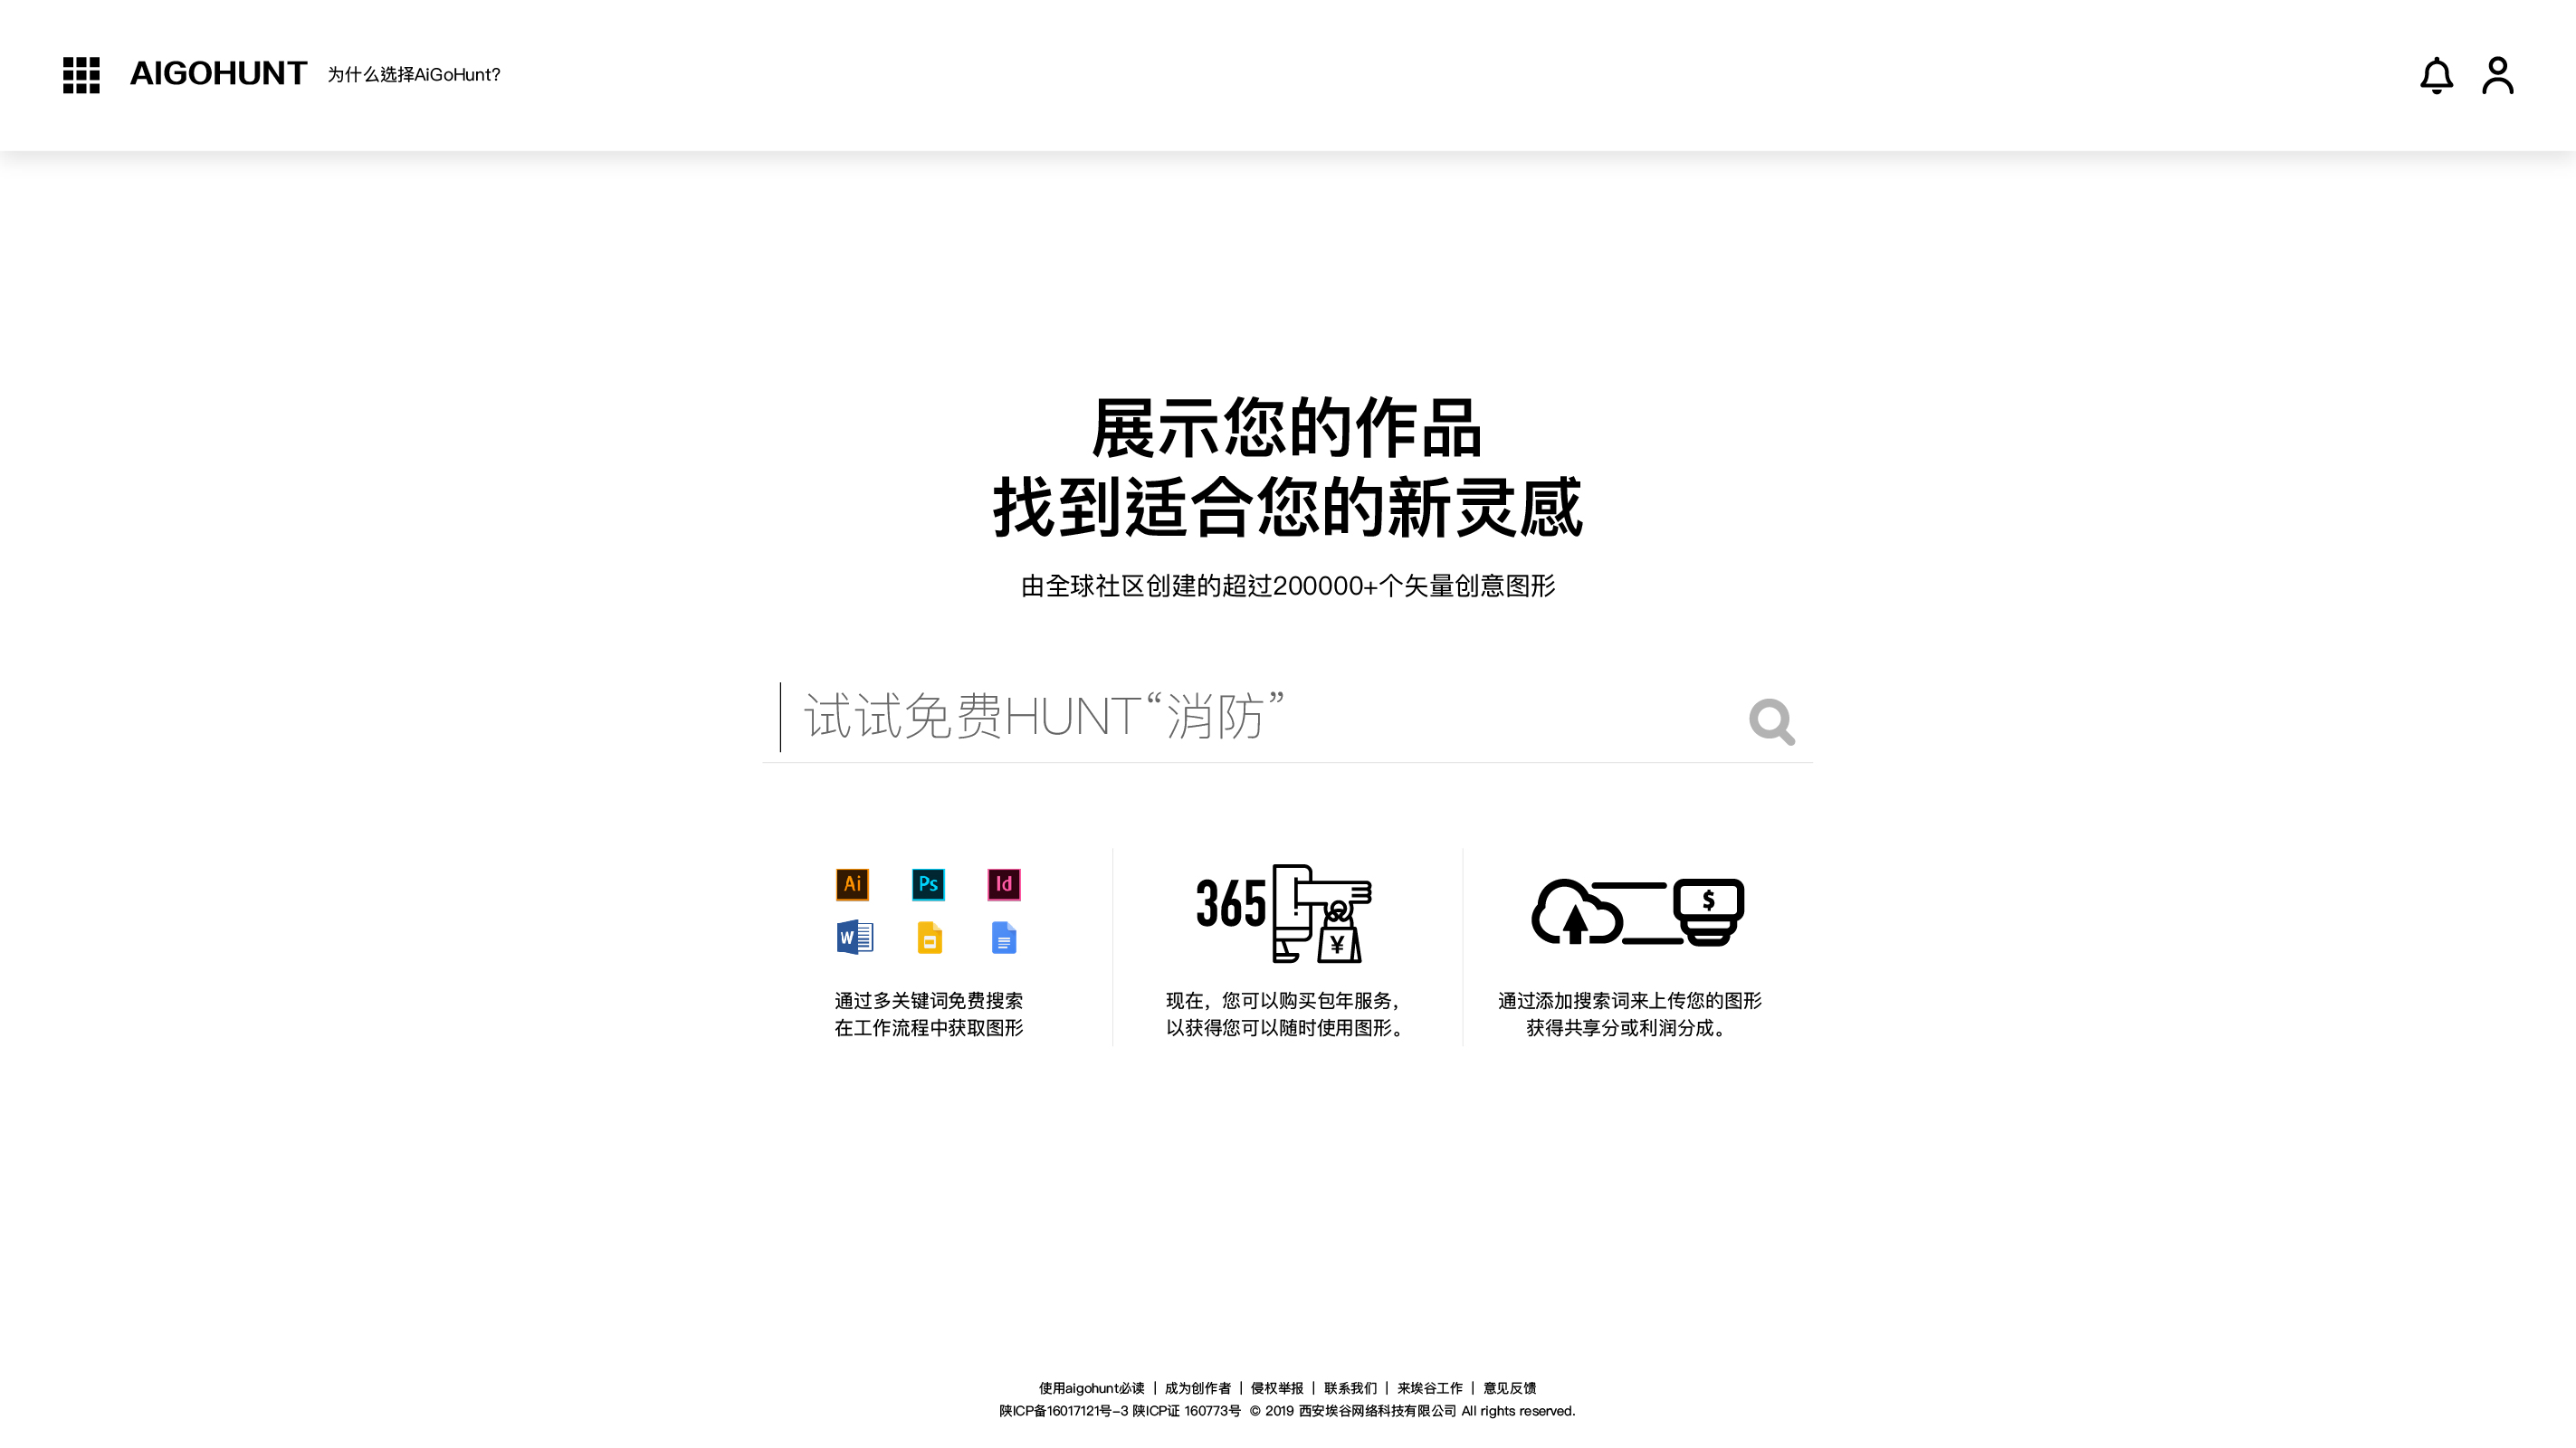 AIGOHUNT 为什么选择AiGoHunt?
展示您的作品
找到适合您的新灵感
由全球社区创建的超过200000+个矢量创意图形
试试免费HUNT“消防”
Ai Ps Id
W
通过多关键词免费搜索
在工作流程中获取图形
365
¥
现在，您可以购买包年服务，
以获得您可以随时使用图形。
$
通过添加搜索词来上传您的图形
获得共享分或利润分成。
使用aigohunt必读 | 成为创作者 | 侵权举报 | 联系我们 | 来埃谷工作 | 意见反馈
陕ICP备16017121号-3 陕ICP证 160773号 © 2019 西安埃谷网络科技有限公司 All rights reserved.